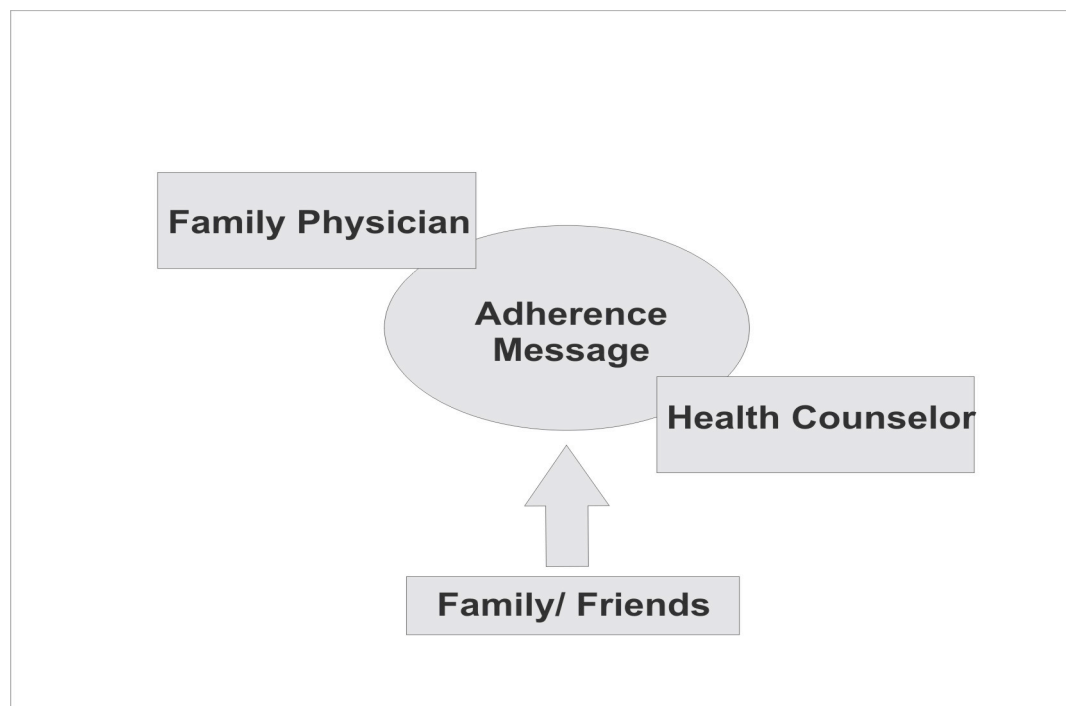 Family Physician
Adherence
Message
Health Counselor
Family/ Friends